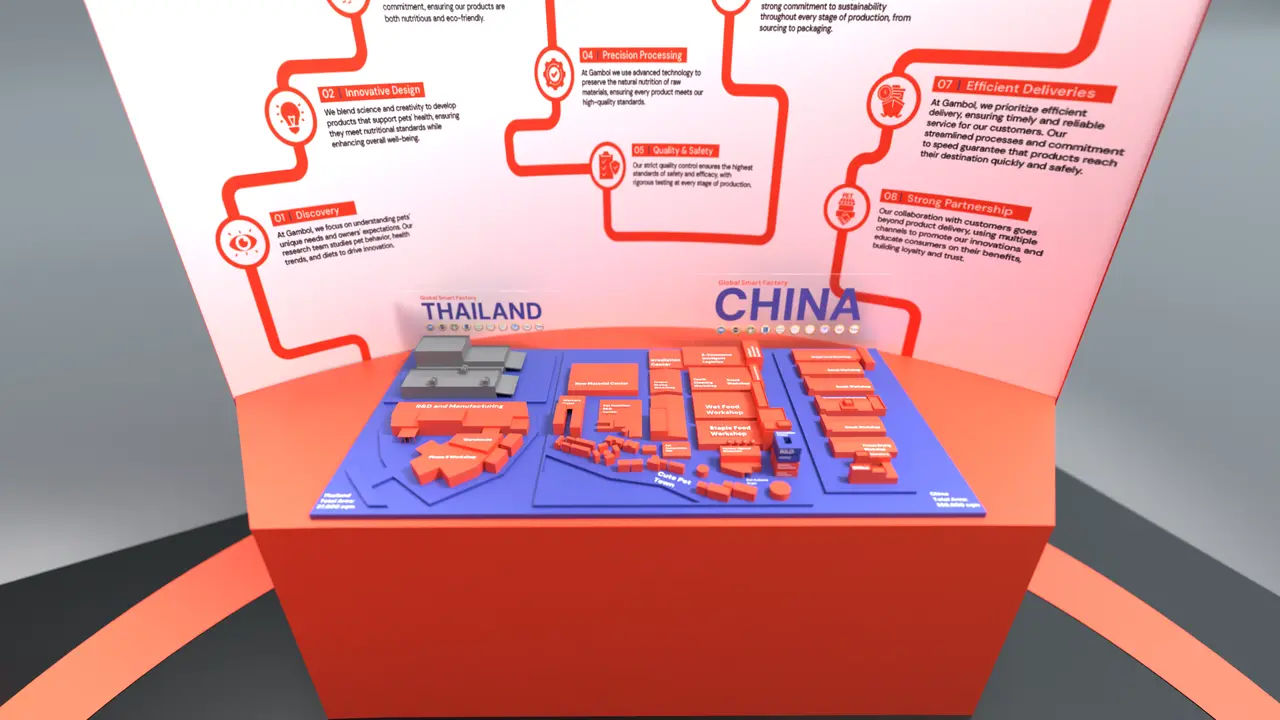 commitment, ensuring our products are
both nutritious and eco-friendly.
02 | Innovative Design
We blend science and creativity to develop
products that support pets' health, ensuring
they meet nutritional standards while
enhancing overall well-being.
01 | Discovery
At Gambol, we focus on understanding pets'
unique needs and owners' expectations. Our
research team studies pet behavior, health
trends, and diets to drive innovation.
04 | Precision Processing
At Gambol we use advanced technology to
preserve the natural nutrition of raw
materials, ensuring every product meets our
high-quality standards.
05 | Quality & Safety
Our strict quality control ensures the highest
standards of safety and efficacy, with
rigorous testing at every stage of production.
strong commitment to sustainability
throughout every stage of production, from
sourcing to packaging.
07 | Efficient Deliveries
At Gambol, we prioritize efficient
delivery, ensuring timely and reliable
service for our customers. Our
streamlined processes and commitment
to speed guarantee that products reach
their destination quickly and safely.
08 | Strong Partnership
PET
Our collaboration with customers goes
beyond product delivery, using multiple
channels to promote our innovations and
educate consumers on their benefits,
building loyalty and trust.
Global Smart Factory
THAILAND
Global Smart Factory
CHINA
R&D and Manufacturing
Warehouse
Phase II Workshop
Thailand
Total Area:
New Material Center
Wet Food
Workshop
Staple Food
Workshop
Cute Pet
Town
China
Total Area: